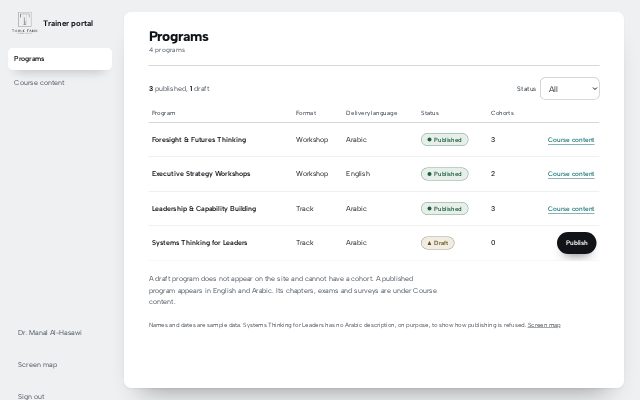 Trainer portal
Programs
Course content
Dr. Manal Al-Hasawi
Screen map
Sign out
Programs
4 programs
3 published, 1 draft
Status All
Program Format Delivery language Status Cohorts
Foresight & Futures Thinking Workshop Arabic Published 3 Course content
Executive Strategy Workshops Workshop English Published 2 Course content
Leadership & Capability Building Track Arabic Published 3 Course content
Systems Thinking for Leaders Track Arabic Draft 0 Publish
A draft program does not appear on the site and cannot have a cohort. A published
program appears in English and Arabic. Its chapters, exams and surveys are under Course
content.
Names and dates are sample data. Systems Thinking for Leaders has no Arabic description, on purpose, to show how publishing is refused. Screen map